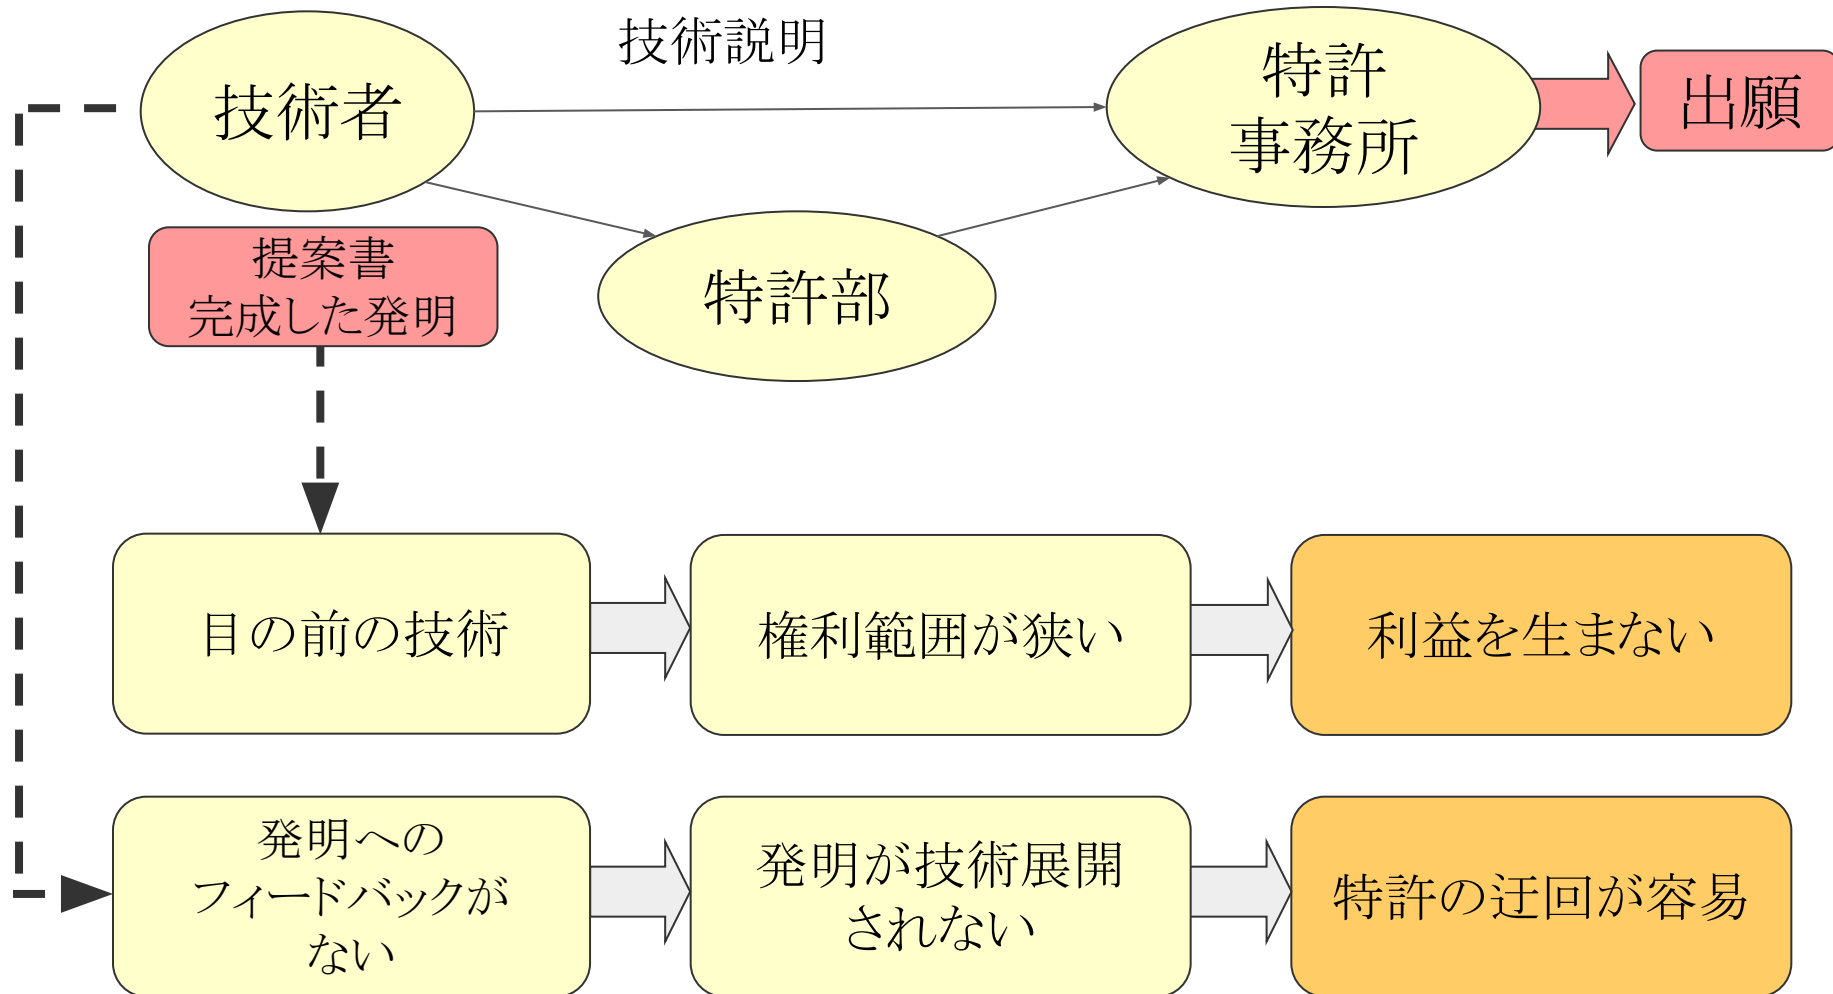 技術説明
技術者
特許
事務所
出願
提案書
完成した発明
特許部
目の前の技術
権利範囲が狭い
利益を生まない
発明への
フィードバックが
ない
発明が技術展開
されない
特許の迂回が容易